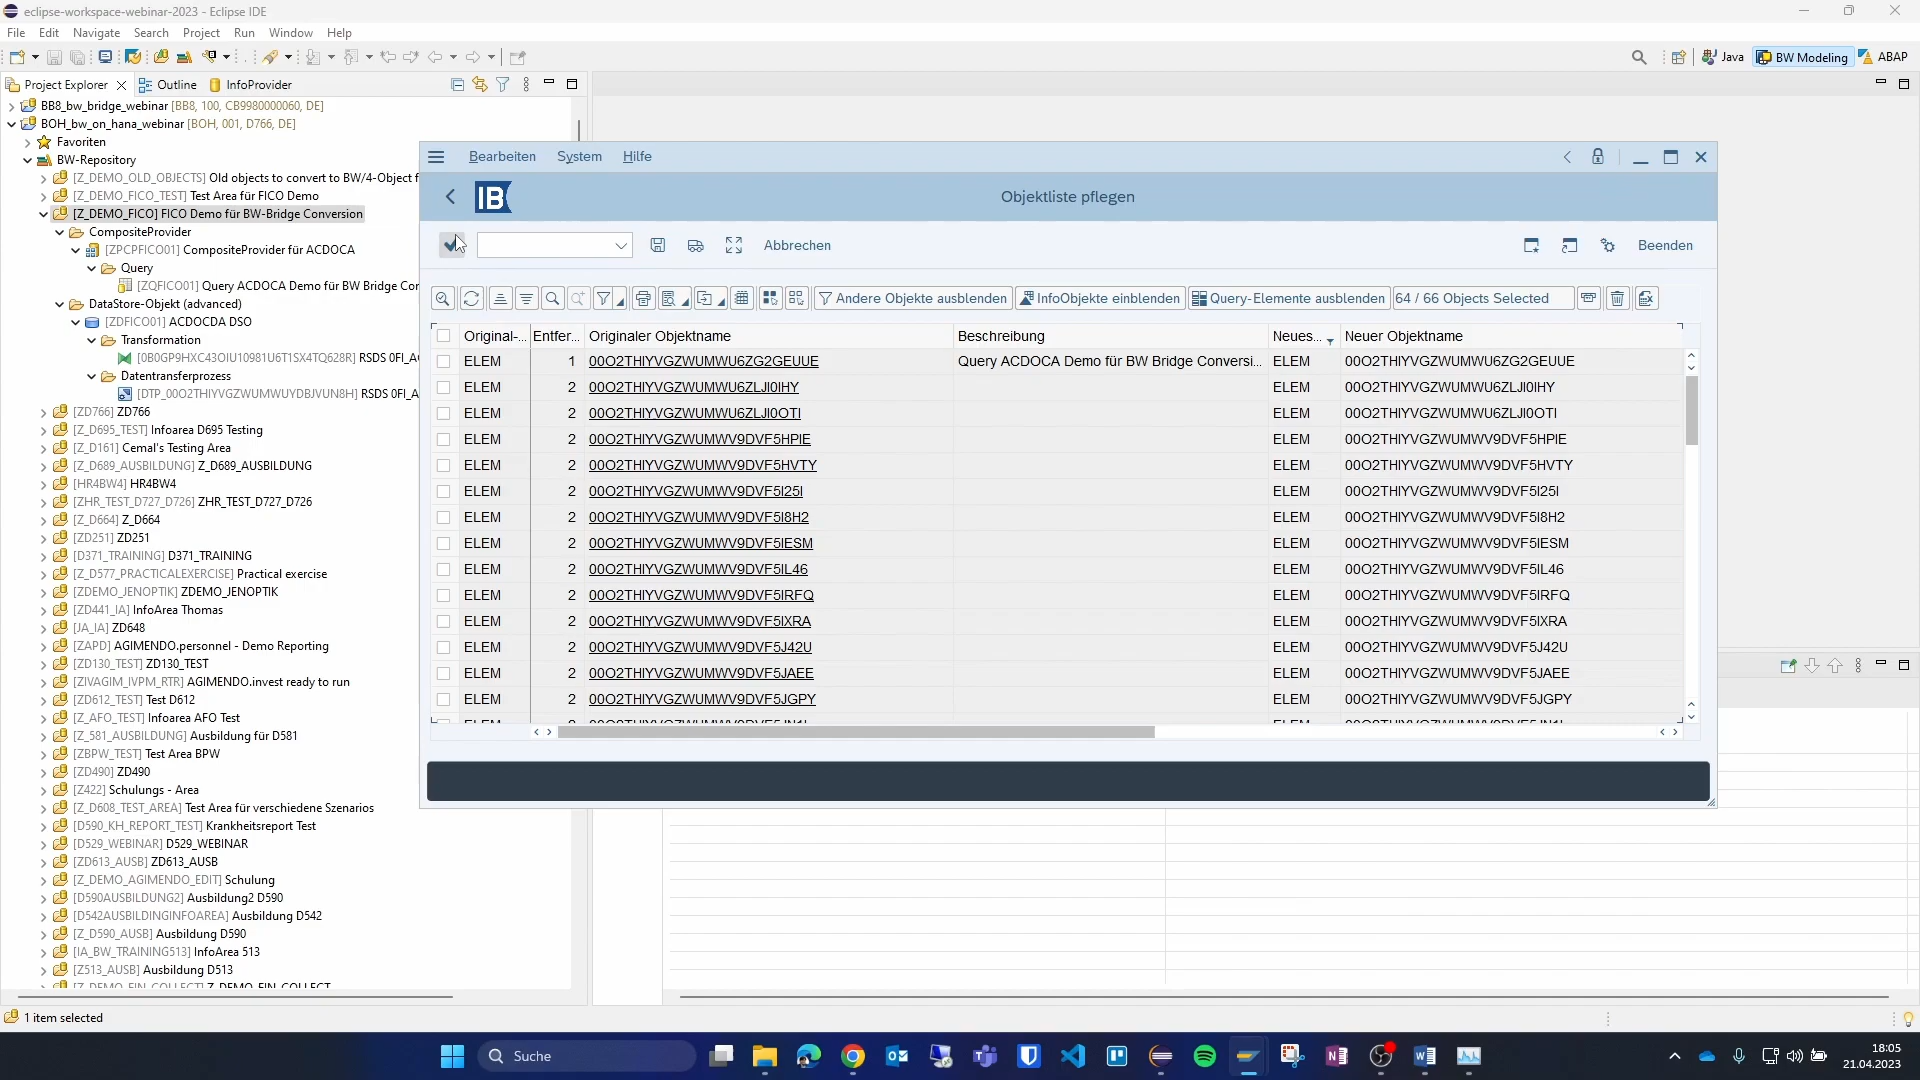 eclipse-workspace-webinar-2023 - Eclipse IDE
File Edit Navigate Search Project Run Window Help
Java BW Modeling ABAP
Project Explorer Outline InfoProvider
BB8_bw_bridge_webinar [BB8, 100, CB9980000060, DE]
BOH_bw_on_hana_webinar [BOH, 001, D766, DE]
Favoriten
BW-Repository
[Z_DEMO_OLD_OBJECTS] Old objects to convert to BW/4-Object f
[Z_DEMO_FICO_TEST] Test Area für FICO Demo
[Z_DEMO_FICO] FICO Demo für BW-Bridge Conversion
CompositeProvider
[ZPCPFICO01] CompositeProvider für ACDOCA
Query
[ZQFICO01] Query ACDOCA Demo für BW Bridge Cor
DataStore-Objekt (advanced)
[ZDFICO01] ACDOCDA DSO
Transformation
[0B0GP9HXC43OIU10981U6T1SX4TQ628R] RSDS 0FI_A
Datentransferprozess
[DTP_00O2THIYVGZWUMWUYDBJVUN8H] RSDS 0FI_A
[ZD766] ZD766
[Z_D695_TEST] Infoarea D695 Testing
[Z_D161] Cemal's Testing Area
[Z_D689_AUSBILDUNG] Z_D689_AUSBILDUNG
[HR4BW4] HR4BW4
[ZHR_TEST_D727_D726] ZHR_TEST_D727_D726
[Z_D664] Z_D664
[ZD251] ZD251
[D371_TRAINING] D371_TRAINING
[Z_D577_PRACTICALEXERCISE] Practical exercise
[ZDEMO_JENOPTIK] ZDEMO_JENOPTIK
[ZD441_IA] InfoArea Thomas
[JA_IA] ZD648
[ZAPD] AGIMENDO.personnel - Demo Reporting
[ZD130_TEST] ZD130_TEST
[ZIVAGIM_IVPM_RTR] AGIMENDO.invest ready to run
[ZD612_TEST] Test D612
[Z_AFO_TEST] Infoarea AFO Test
[Z_581_AUSBILDUNG] Ausbildung für D581
[ZBPW_TEST] Test Area BPW
[ZD490] ZD490
[Z422] Schulungs - Area
[Z_D608_TEST_AREA] Test Area für verschiedene Szenarios
[D590_KH_REPORT_TEST] Krankheitsreport Test
[D529_WEBINAR] D529_WEBINAR
[ZD613_AUSB] ZD613_AUSB
[Z_DEMO_AGIMENDO_EDIT] Schulung
[D590AUSBILDUNG2] Ausbildung2 D590
[D542AUSBILDINGINFOAREA] Ausbildung D542
[Z_D590_AUSB] Ausbildung D590
[IA_BW_TRAINING513] InfoArea 513
[Z513_AUSB] Ausbildung D513
[Z_DEMO_FIN_COLLECT] Z_DEMO_FIN_COLLECT
1 item selected
Bearbeiten System Hilfe
IB Objektliste pflegen
Abbrechen Beenden
Andere Objekte ausblenden InfoObjekte einblenden Query-Elemente ausblenden 64 / 66 Objects Selected
Original-... Entfer... Originaler Objektname Beschreibung Neues... Neuer Objektname
ELEM 1 00O2THIYVGZWUMWU6ZG2GEUUE Query ACDOCA Demo für BW Bridge Conversi... ELEM 00O2THIYVGZWUMWU6ZG2GEUUE
ELEM 2 00O2THIYVGZWUMWU6ZLJI0IHY ELEM 00O2THIYVGZWUMWU6ZLJI0IHY
ELEM 2 00O2THIYVGZWUMWU6ZLJI0OTI ELEM 00O2THIYVGZWUMWU6ZLJI0OTI
ELEM 2 00O2THIYVGZWUMWV9DVF5HPIE ELEM 00O2THIYVGZWUMWV9DVF5HPIE
ELEM 2 00O2THIYVGZWUMWV9DVF5HVTY ELEM 00O2THIYVGZWUMWV9DVF5HVTY
ELEM 2 00O2THIYVGZWUMWV9DVF5I25I ELEM 00O2THIYVGZWUMWV9DVF5I25I
ELEM 2 00O2THIYVGZWUMWV9DVF5I8H2 ELEM 00O2THIYVGZWUMWV9DVF5I8H2
ELEM 2 00O2THIYVGZWUMWV9DVF5IESM ELEM 00O2THIYVGZWUMWV9DVF5IESM
ELEM 2 00O2THIYVGZWUMWV9DVF5IL46 ELEM 00O2THIYVGZWUMWV9DVF5IL46
ELEM 2 00O2THIYVGZWUMWV9DVF5IRFQ ELEM 00O2THIYVGZWUMWV9DVF5IRFQ
ELEM 2 00O2THIYVGZWUMWV9DVF5IXRA ELEM 00O2THIYVGZWUMWV9DVF5IXRA
ELEM 2 00O2THIYVGZWUMWV9DVF5J42U ELEM 00O2THIYVGZWUMWV9DVF5J42U
ELEM 2 00O2THIYVGZWUMWV9DVF5JAEE ELEM 00O2THIYVGZWUMWV9DVF5JAEE
ELEM 2 00O2THIYVGZWUMWV9DVF5JGPY ELEM 00O2THIYVGZWUMWV9DVF5JGPY
Suche
18:05
21.04.2023